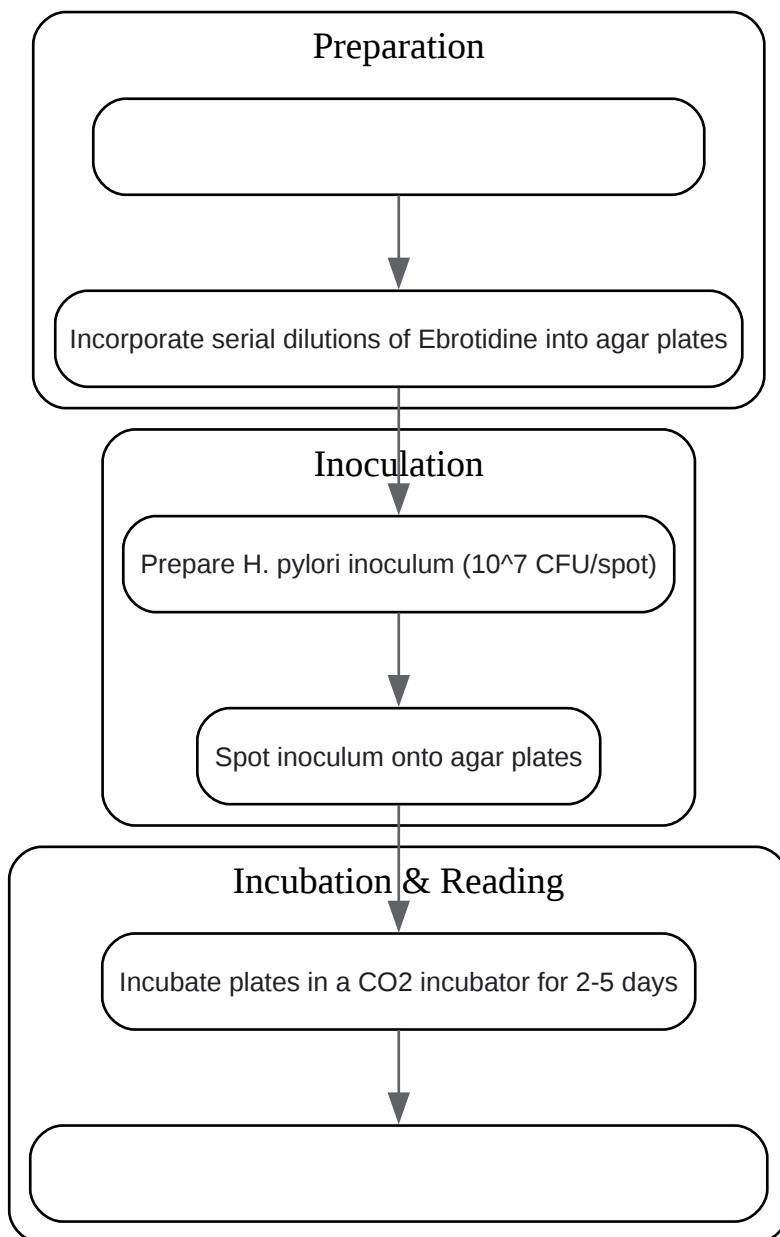 Preparation
Incorporate serial dilutions of Ebrotidine into agar plates
Inoculation
Prepare H. pylori inoculum (10^7 CFU/spot)
Spot inoculum onto agar plates
Incubation & Reading
Incubate plates in a CO2 incubator for 2-5 days